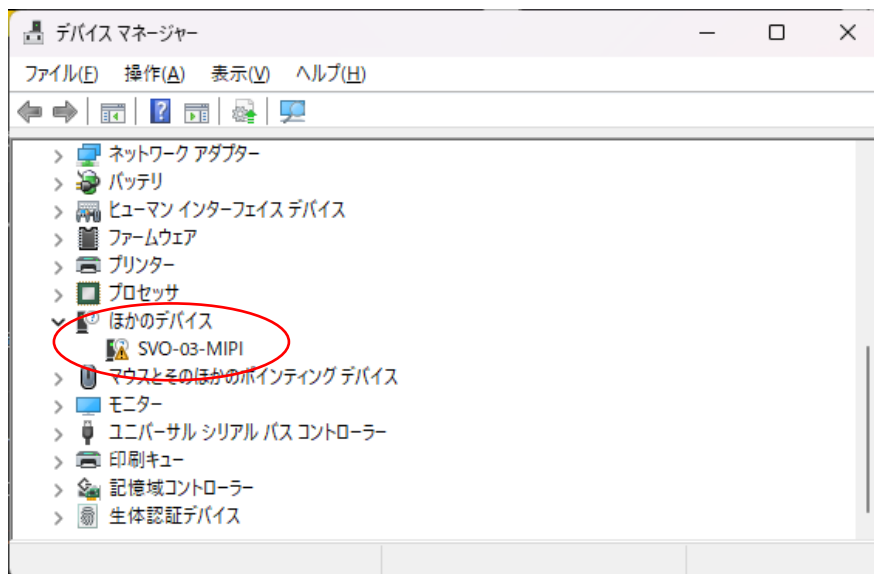 デバイス マネージャー
ファイル(F) 操作(A) 表示(V) ヘルプ(H)
ネットワーク アダプター
バッテリ
ヒューマン インターフェイス デバイス
ファームウェア
プリンター
プロセッサ
ほかのデバイス
SVO-03-MIPI
マウスとそのほかのポインティング デバイス
モニター
ユニバーサル シリアル バス コントローラー
印刷キュー
記憶域コントローラー
生体認証デバイス